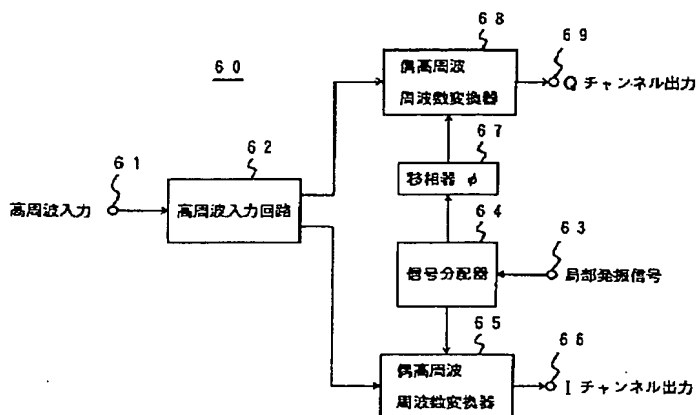 68
69
60
偶高周波
周波数変換器
Qチャンネル出力
67
62
61
移相器 φ
高周波入力
高周波入力回路
64
63
信号分配器
局部発振信号
65
66
偶高周波
周波数変換器
Iチャンネル出力